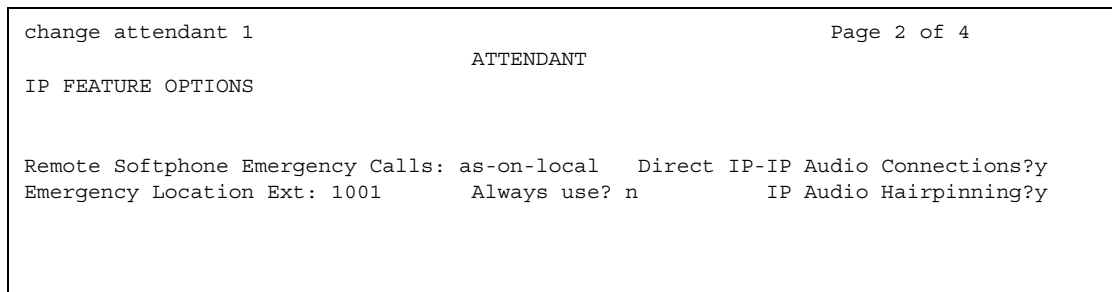 change attendant 1 Page 2 of 4
ATTENDANT
IP FEATURE OPTIONS
Remote Softphone Emergency Calls: as-on-local Direct IP-IP Audio Connections?y
Emergency Location Ext: 1001 Always use? n IP Audio Hairpinning?y